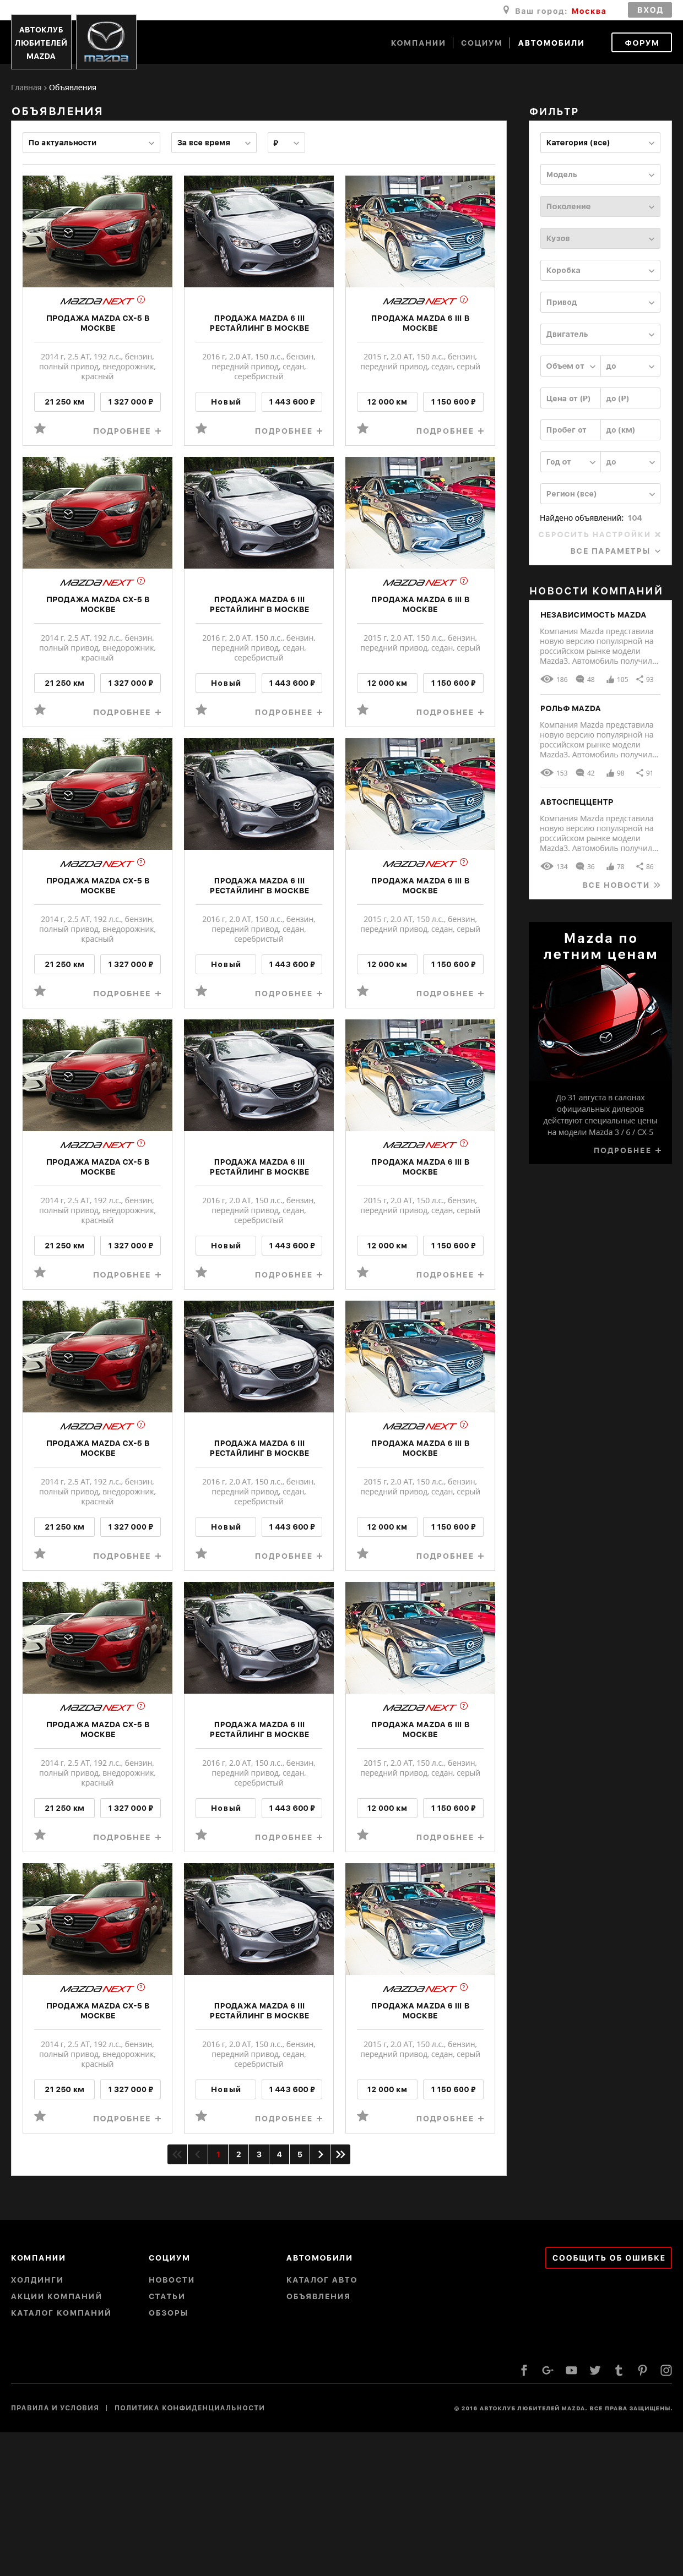 Ваш город: Москва
ВХОД
АВТОКЛУБ
ЛЮБИТЕЛЕЙ
MAZDA
mazda
КОМПАНИИ
СОЦИУМ
АВТОМОБИЛИ
ФОРУМ
Главная › Объявления
ОБЪЯВЛЕНИЯ
По актуальности
За все время
₽
MAZDA NEXT ?
MAZDA NEXT ?
ПРОДАЖА MAZDA CX-5 В
МОСКВЕ
ПРОДАЖА MAZDA 6 III
РЕСТАЙЛИНГ В МОСКВЕ
ПРОДАЖА MAZDA 6 III В
МОСКВЕ
2014 г, 2.5 AT, 192 л.с., бензин,
полный привод, внедорожник,
красный
2016 г, 2.0 AT, 150 л.с., бензин,
передний привод, седан,
серебристый
2015 г, 2.0 AT, 150 л.с., бензин,
передний привод, седан, серый
21 250 км
1 327 000 ₽
Новый
1 443 600 ₽
12 000 км
1 150 600 ₽
ПОДРОБНЕЕ +
ПОДРОБНЕЕ +
ПОДРОБНЕЕ +
MAZDA NEXT ?
MAZDA NEXT ?
ПРОДАЖА MAZDA CX-5 В
МОСКВЕ
ПРОДАЖА MAZDA 6 III
РЕСТАЙЛИНГ В МОСКВЕ
ПРОДАЖА MAZDA 6 III В
МОСКВЕ
2014 г, 2.5 AT, 192 л.с., бензин,
полный привод, внедорожник,
красный
2016 г, 2.0 AT, 150 л.с., бензин,
передний привод, седан,
серебристый
2015 г, 2.0 AT, 150 л.с., бензин,
передний привод, седан, серый
21 250 км
1 327 000 ₽
Новый
1 443 600 ₽
12 000 км
1 150 600 ₽
ПОДРОБНЕЕ +
ПОДРОБНЕЕ +
ПОДРОБНЕЕ +
MAZDA NEXT ?
MAZDA NEXT ?
ПРОДАЖА MAZDA CX-5 В
МОСКВЕ
ПРОДАЖА MAZDA 6 III
РЕСТАЙЛИНГ В МОСКВЕ
ПРОДАЖА MAZDA 6 III В
МОСКВЕ
2014 г, 2.5 AT, 192 л.с., бензин,
полный привод, внедорожник,
красный
2016 г, 2.0 AT, 150 л.с., бензин,
передний привод, седан,
серебристый
2015 г, 2.0 AT, 150 л.с., бензин,
передний привод, седан, серый
21 250 км
1 327 000 ₽
Новый
1 443 600 ₽
12 000 км
1 150 600 ₽
ПОДРОБНЕЕ +
ПОДРОБНЕЕ +
ПОДРОБНЕЕ +
MAZDA NEXT ?
MAZDA NEXT ?
ПРОДАЖА MAZDA CX-5 В
МОСКВЕ
ПРОДАЖА MAZDA 6 III
РЕСТАЙЛИНГ В МОСКВЕ
ПРОДАЖА MAZDA 6 III В
МОСКВЕ
2014 г, 2.5 AT, 192 л.с., бензин,
полный привод, внедорожник,
красный
2016 г, 2.0 AT, 150 л.с., бензин,
передний привод, седан,
серебристый
2015 г, 2.0 AT, 150 л.с., бензин,
передний привод, седан, серый
21 250 км
1 327 000 ₽
Новый
1 443 600 ₽
12 000 км
1 150 600 ₽
ПОДРОБНЕЕ +
ПОДРОБНЕЕ +
ПОДРОБНЕЕ +
MAZDA NEXT ?
MAZDA NEXT ?
ПРОДАЖА MAZDA CX-5 В
МОСКВЕ
ПРОДАЖА MAZDA 6 III
РЕСТАЙЛИНГ В МОСКВЕ
ПРОДАЖА MAZDA 6 III В
МОСКВЕ
2014 г, 2.5 AT, 192 л.с., бензин,
полный привод, внедорожник,
красный
2016 г, 2.0 AT, 150 л.с., бензин,
передний привод, седан,
серебристый
2015 г, 2.0 AT, 150 л.с., бензин,
передний привод, седан, серый
21 250 км
1 327 000 ₽
Новый
1 443 600 ₽
12 000 км
1 150 600 ₽
ПОДРОБНЕЕ +
ПОДРОБНЕЕ +
ПОДРОБНЕЕ +
MAZDA NEXT ?
MAZDA NEXT ?
ПРОДАЖА MAZDA CX-5 В
МОСКВЕ
ПРОДАЖА MAZDA 6 III
РЕСТАЙЛИНГ В МОСКВЕ
ПРОДАЖА MAZDA 6 III В
МОСКВЕ
2014 г, 2.5 AT, 192 л.с., бензин,
полный привод, внедорожник,
красный
2016 г, 2.0 AT, 150 л.с., бензин,
передний привод, седан,
серебристый
2015 г, 2.0 AT, 150 л.с., бензин,
передний привод, седан, серый
21 250 км
1 327 000 ₽
Новый
1 443 600 ₽
12 000 км
1 150 600 ₽
ПОДРОБНЕЕ +
ПОДРОБНЕЕ +
ПОДРОБНЕЕ +
MAZDA NEXT ?
MAZDA NEXT ?
ПРОДАЖА MAZDA CX-5 В
МОСКВЕ
ПРОДАЖА MAZDA 6 III
РЕСТАЙЛИНГ В МОСКВЕ
ПРОДАЖА MAZDA 6 III В
МОСКВЕ
2014 г, 2.5 AT, 192 л.с., бензин,
полный привод, внедорожник,
красный
2016 г, 2.0 AT, 150 л.с., бензин,
передний привод, седан,
серебристый
2015 г, 2.0 AT, 150 л.с., бензин,
передний привод, седан, серый
21 250 км
1 327 000 ₽
Новый
1 443 600 ₽
12 000 км
1 150 600 ₽
ПОДРОБНЕЕ +
ПОДРОБНЕЕ +
ПОДРОБНЕЕ +
1 2 3 4 5
ФИЛЬТР
Категория (все)
Модель
Поколение
Кузов
Коробка
Привод
Двигатель
Объем от до
Цена от (₽) до (₽)
Пробег от до (км)
Год от до
Регион (все)
Найдено объявлений: 104
СБРОСИТЬ НАСТРОЙКИ
ВСЕ ПАРАМЕТРЫ
НОВОСТИ КОМПАНИЙ
НЕЗАВИСИМОСТЬ MAZDA
Компания Mazda представила
новую версию популярной на
российском рынке модели
Mazda3. Автомобиль получил...
186 48 105 93
РОЛЬФ MAZDA
Компания Mazda представила
новую версию популярной на
российском рынке модели
Mazda3. Автомобиль получил...
153 42 98 91
АВТОСПЕЦЦЕНТР
Компания Mazda представила
новую версию популярной на
российском рынке модели
Mazda3. Автомобиль получил...
134 36 78 86
ВСЕ НОВОСТИ
Mazda по
летним ценам
До 31 августа в салонах
официальных дилеров
действуют специальные цены
на модели Mazda 3 / 6 / CX-5
ПОДРОБНЕЕ +
КОМПАНИИ
ХОЛДИНГИ
АКЦИИ КОМПАНИЙ
КАТАЛОГ КОМПАНИЙ
СОЦИУМ
НОВОСТИ
СТАТЬИ
ОБЗОРЫ
АВТОМОБИЛИ
КАТАЛОГ АВТО
ОБЪЯВЛЕНИЯ
СООБЩИТЬ ОБ ОШИБКЕ
ПРАВИЛА И УСЛОВИЯ | ПОЛИТИКА КОНФИДЕНЦИАЛЬНОСТИ
© 2016 АВТОКЛУБ ЛЮБИТЕЛЕЙ MAZDA. ВСЕ ПРАВА ЗАЩИЩЕНЫ.